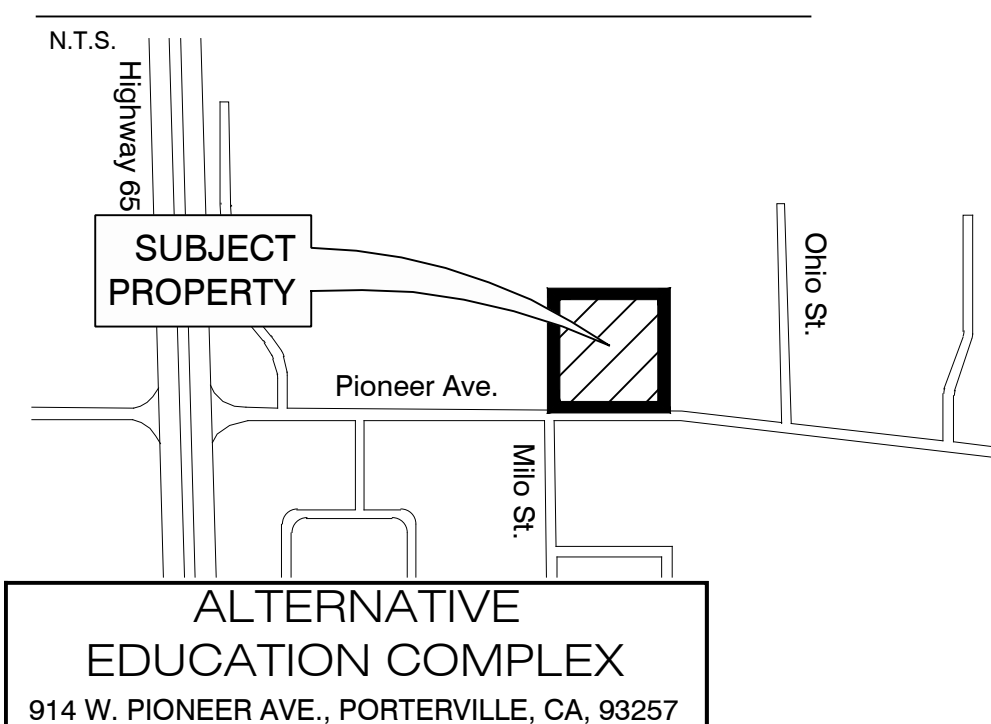 N.T.S.
Highway 65
SUBJECT
PROPERTY
Ohio St.
Pioneer Ave.
Milo St.
ALTERNATIVE
EDUCATION COMPLEX
914 W. PIONEER AVE., PORTERVILLE, CA, 93257